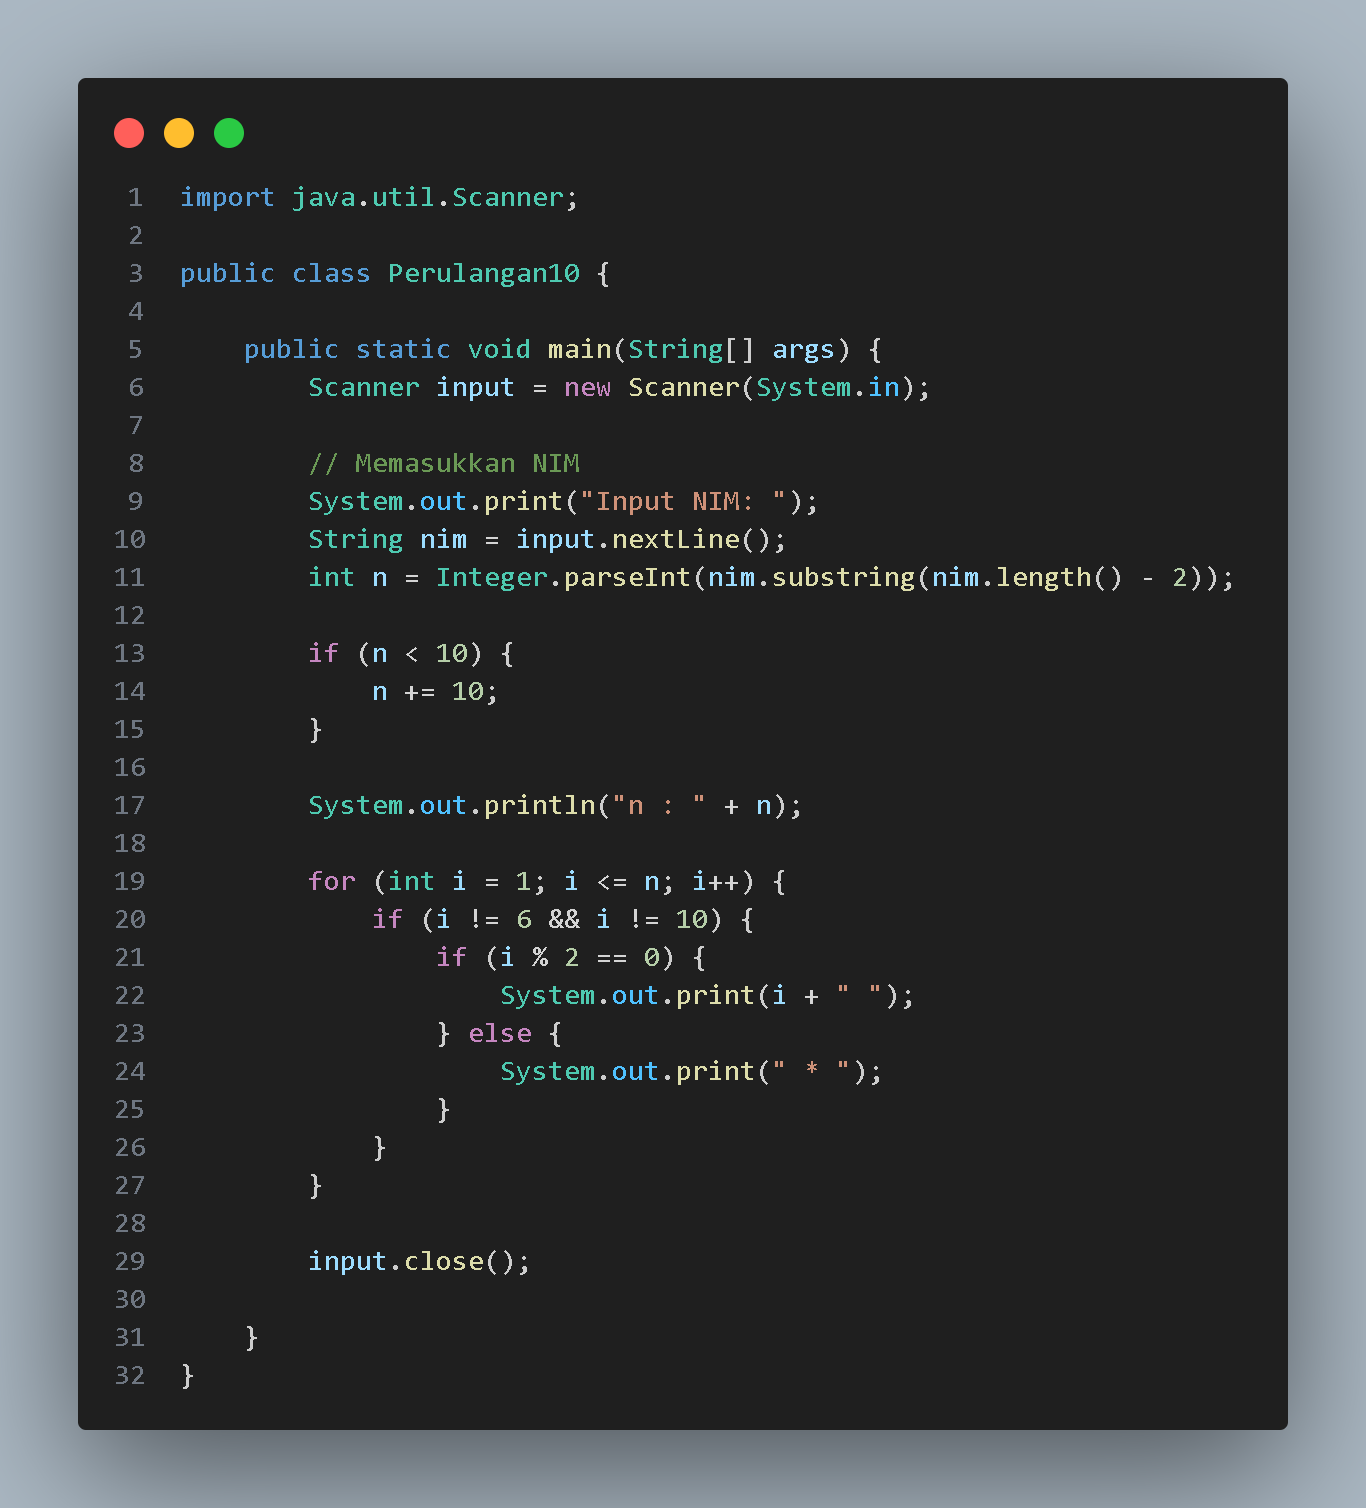 1 import java.util.Scanner;
2
3 public class Perulangan10 {
4
5     public static void main(String[] args) {
6         Scanner input = new Scanner(System.in);
7
8         // Memasukkan NIM
9         System.out.print("Input NIM: ");
10         String nim = input.nextLine();
11         int n = Integer.parseInt(nim.substring(nim.length() - 2));
12
13         if (n < 10) {
14             n += 10;
15         }
16
17         System.out.println("n : " + n);
18
19         for (int i = 1; i <= n; i++) {
20             if (i != 6 && i != 10) {
21                 if (i % 2 == 0) {
22                     System.out.print(i + " ");
23                 } else {
24                     System.out.print(" * ");
25                 }
26             }
27         }
28
29         input.close();
30
31     }
32 }